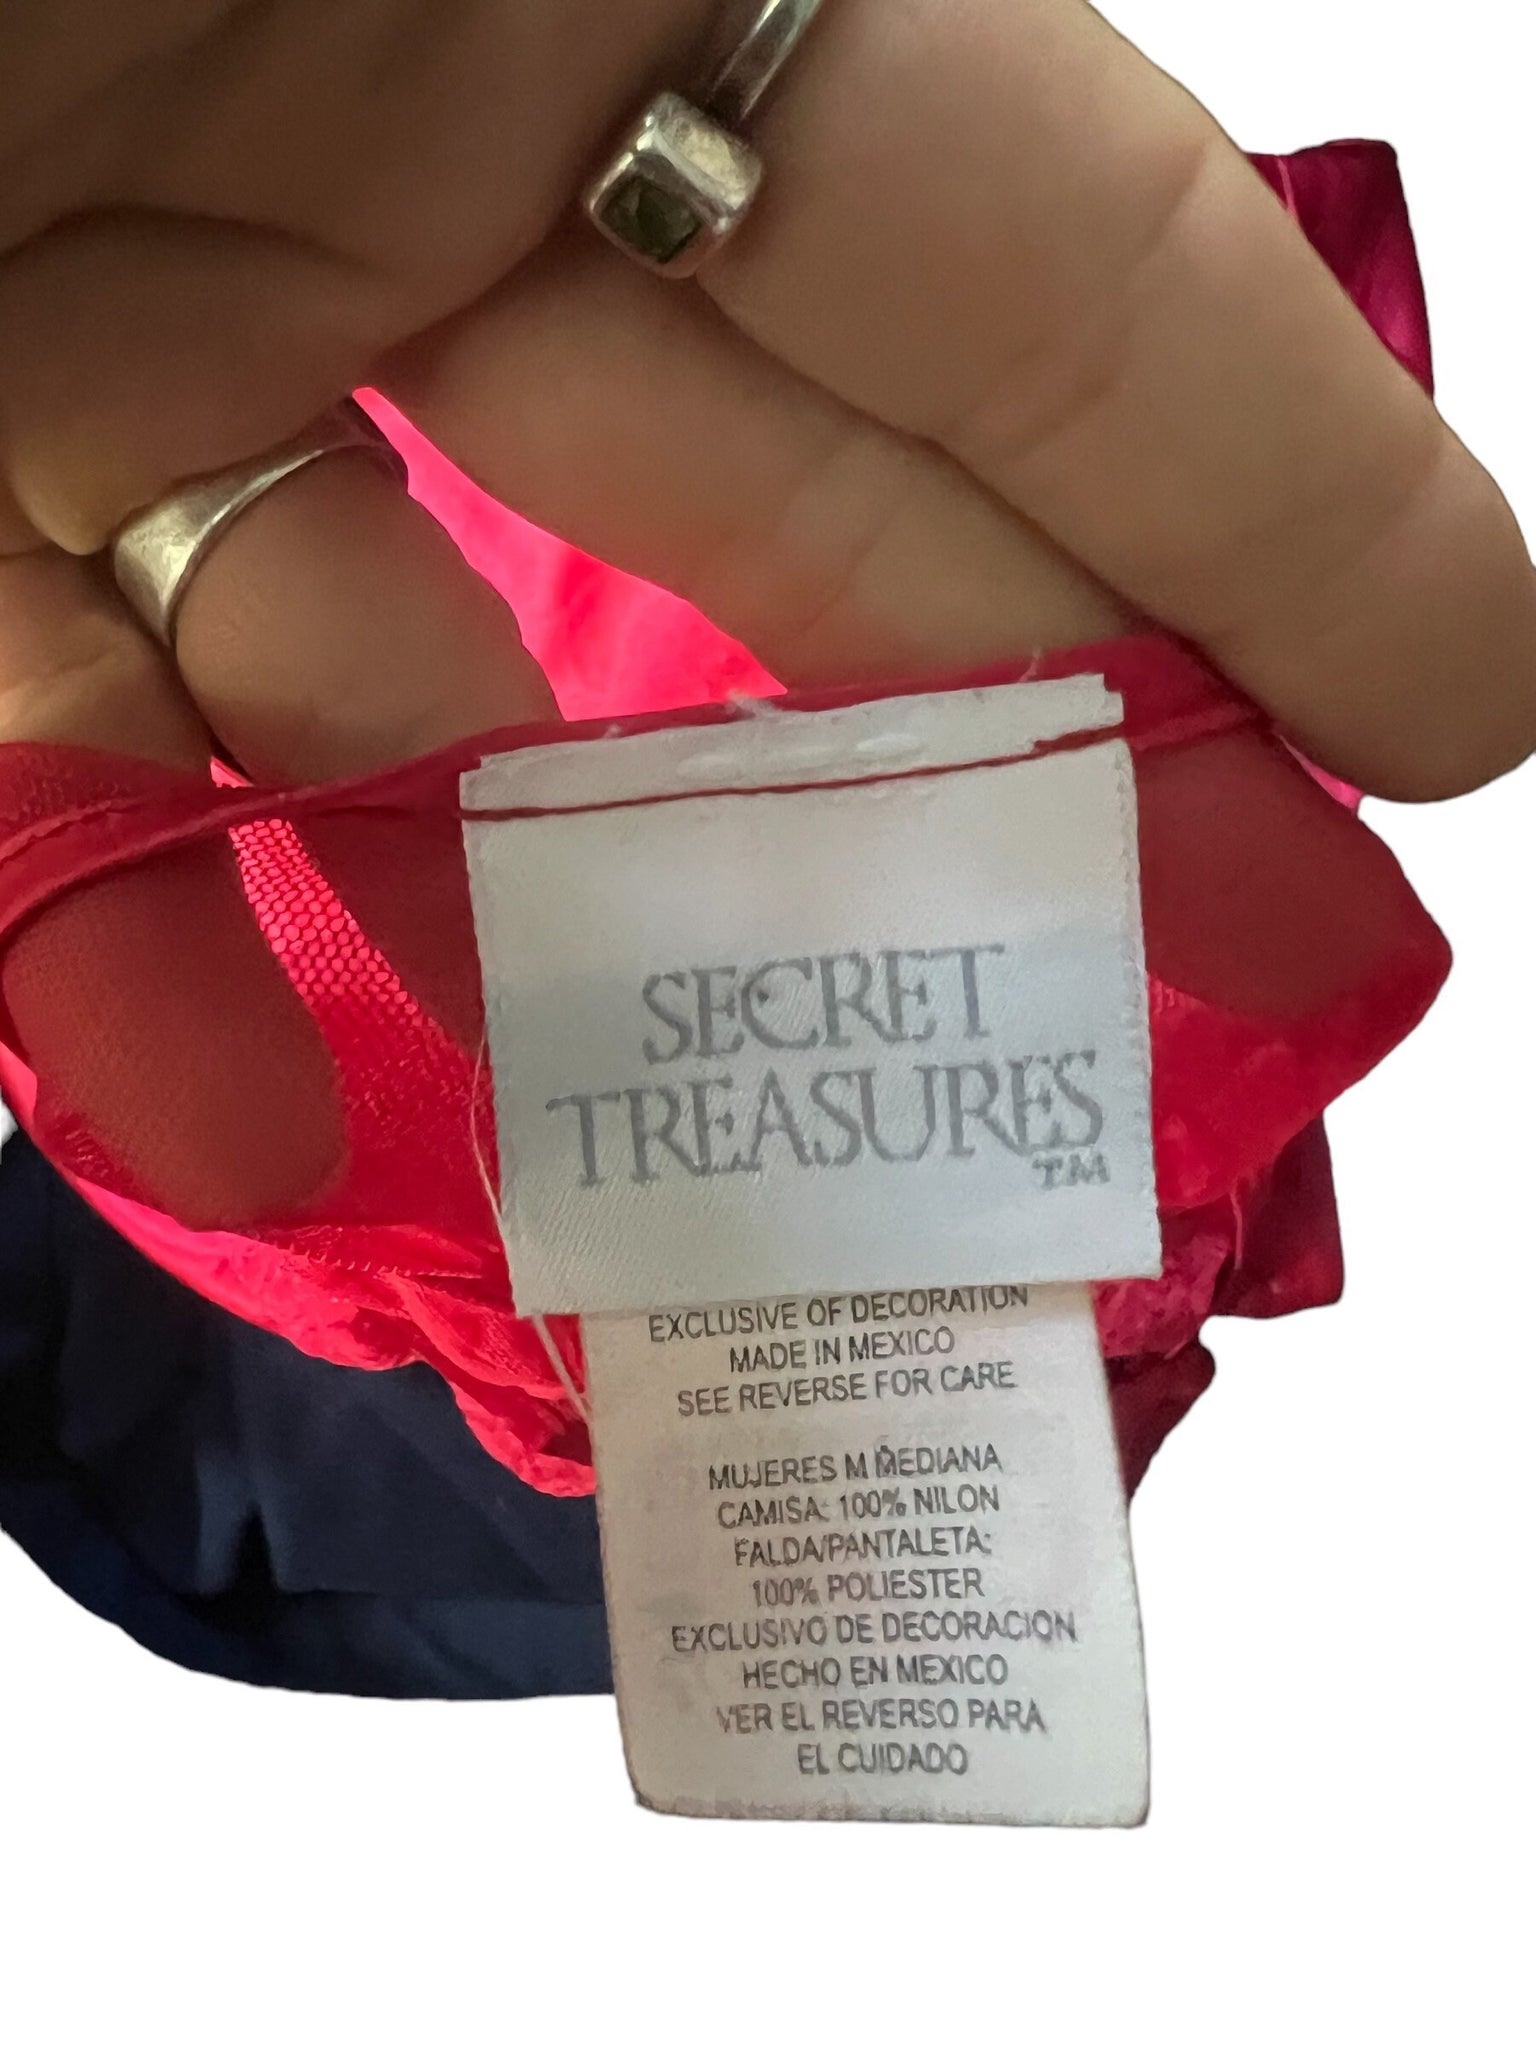 SECRET
TREASURES
TM
EXCLUSIVE OF DECORATION
MADE IN MEXICO
SEE REVERSE FOR CARE
MUJERES M MEDIANA
CAMISA: 100% NILON
FALDA/PANTALETA:
100% POLIESTER
EXCLUSIVO DE DECORACION
HECHO EN MEXICO
VER EL REVERSO PARA
EL CUIDADO